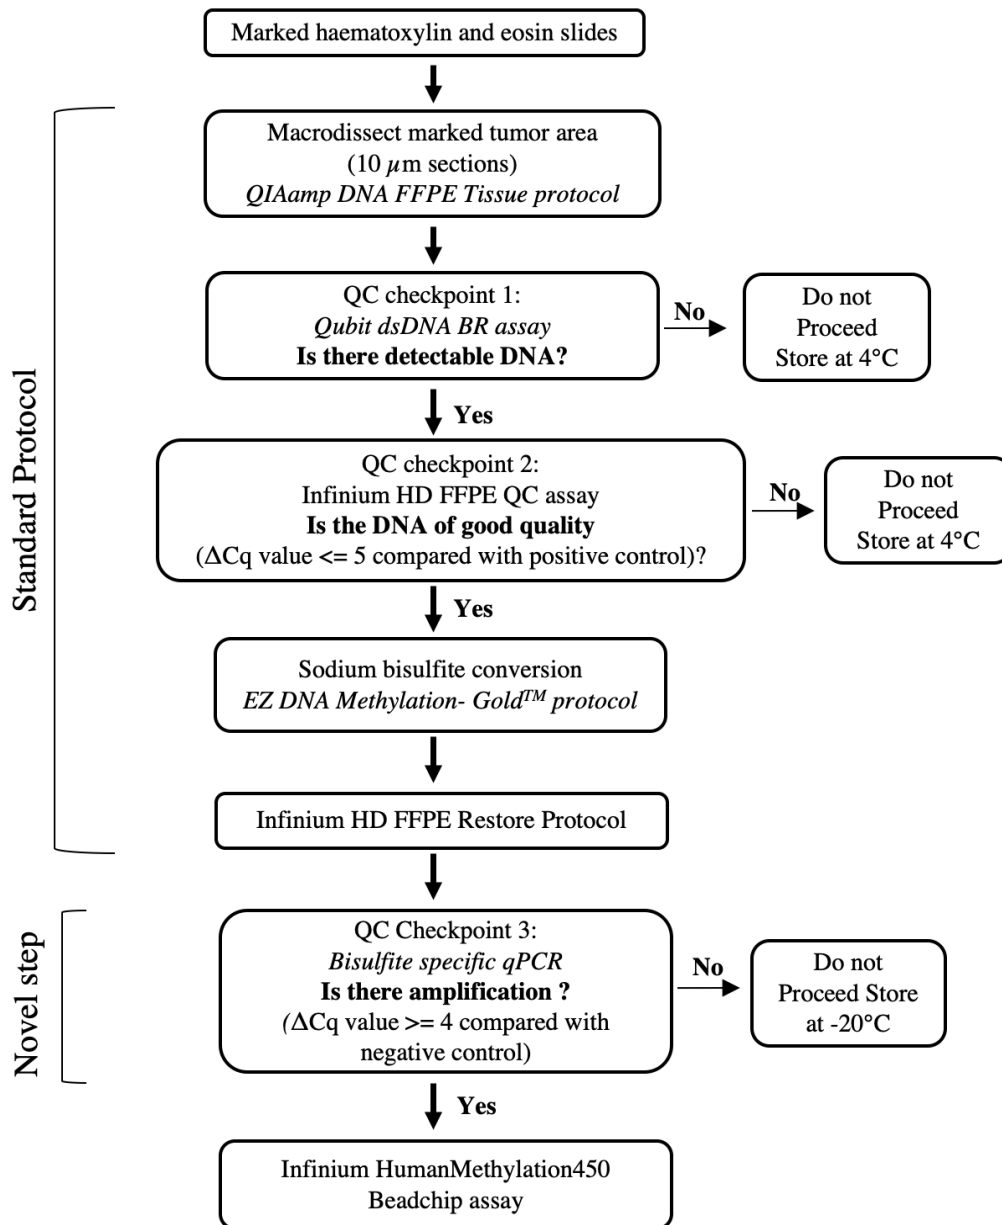 Marked haematoxylin and eosin slides
Standard Protocol
Macrodissect marked tumor area
(10 µm sections)
QIAamp DNA FFPE Tissue protocol
QC checkpoint 1:
Qubit dsDNA BR assay
Is there detectable DNA?
No
Do not
Proceed
Store at 4°C
Yes
QC checkpoint 2:
Infinium HD FFPE QC assay
Is the DNA of good quality
(ΔCq value <= 5 compared with positive control)?
No
Do not
Proceed
Store at 4°C
Yes
Sodium bisulfite conversion
EZ DNA Methylation- Gold™ protocol
Infinium HD FFPE Restore Protocol
Novel step
QC Checkpoint 3:
Bisulfite specific qPCR
Is there amplification ?
(ΔCq value >= 4 compared with
negative control)
No
Do not
Proceed Store
at -20°C
Yes
Infinium HumanMethylation450
Beadchip assay